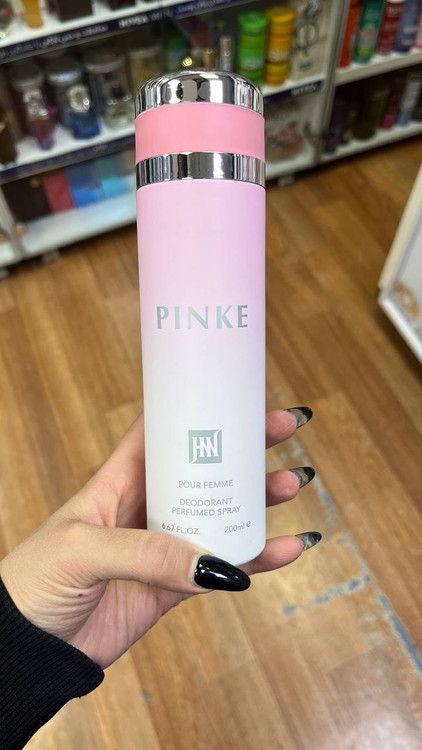 PINKE
HW
POUR FEMME
DEODORANT
PERFUMED SPRAY
6.67 FL.OZ. 200ml e